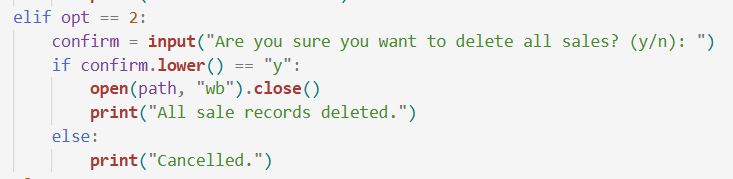 elif opt == 2:
    confirm = input("Are you sure you want to delete all sales? (y/n): ")
    if confirm.lower() == "y":
        open(path, "wb").close()
        print("All sale records deleted.")
    else:
        print("Cancelled.")